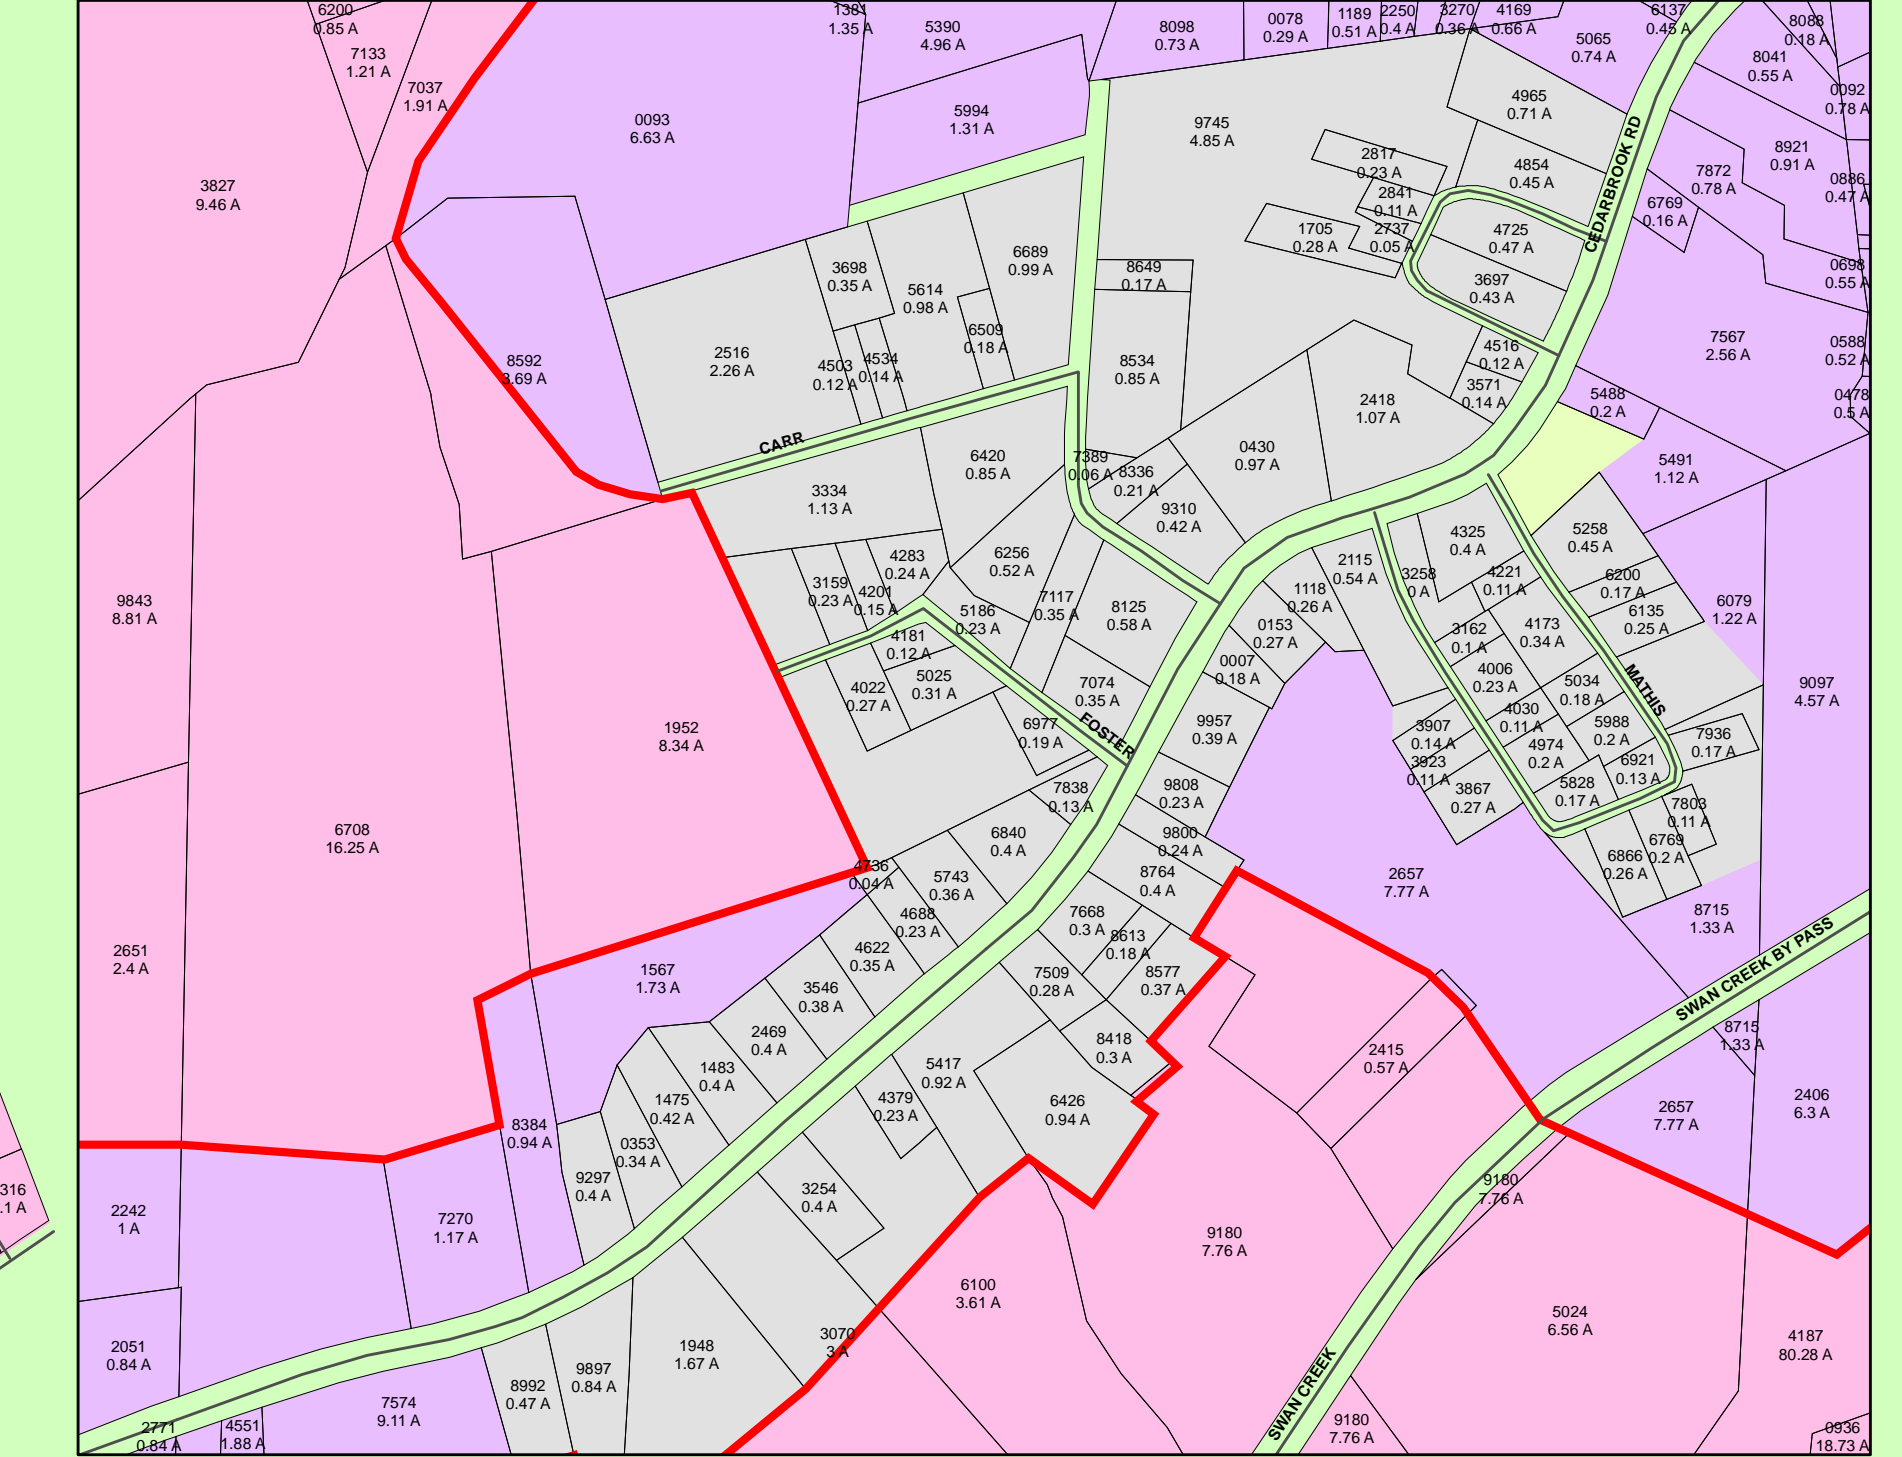 6200
0.85 A
7133
1.21 A
7037
1.91 A
3827
9.46 A
0093
6.63 A
1381
1.35 A
5390
4.96 A
5994
1.31 A
8098
0.73 A
0078
0.29 A
1189
0.51 A
2250
0.4 A
3270
0.36 A
4169
0.66 A
5065
0.74 A
6137
0.45 A
8088
0.18 A
8041
0.55 A
0092
0.78 A
9745
4.85 A
4965
0.71 A
CEDARBROOK RD
2817
0.23 A
4854
0.45 A
2841
0.11 A
1705
0.28 A
2737
0.05 A
4725
0.47 A
3697
0.43 A
8921
0.91 A
7872
0.78 A
0886
0.47 A
6769
0.16 A
0698
0.55 A
7567
2.56 A
0588
0.52 A
0478
0.5 A
6689
0.99 A
3698
0.35 A
5614
0.98 A
6509
0.18 A
8649
0.17 A
8592
3.69 A
2516
2.26 A
4503
0.12 A
4534
0.14 A
8534
0.85 A
4516
0.12 A
3571
0.14 A
2418
1.07 A
5488
0.2 A
CARR
6420
0.85 A
7389
0.06 A
8336
0.21 A
0430
0.97 A
5491
1.12 A
3334
1.13 A
9310
0.42 A
4325
0.4 A
5258
0.45 A
4283
0.24 A
6256
0.52 A
2115
0.54 A
3258
0 A
4221
0.11 A
6200
0.17 A
3159
0.23 A
4201
0.15 A
5186
0.23 A
7117
0.35 A
8125
0.58 A
1118
0.26 A
6135
0.25 A
6079
1.22 A
9843
8.81 A
4181
0.12 A
0153
0.27 A
3162
0.1 A
4173
0.34 A
0007
0.18 A
4006
0.23 A
5034
0.18 A
MATHIS
9097
4.57 A
4022
0.27 A
5025
0.31 A
7074
0.35 A
FOSTER
6977
0.19 A
9957
0.39 A
4030
0.11 A
5988
0.2 A
3907
0.14 A
7936
0.17 A
1952
8.34 A
4974
0.2 A
6921
0.13 A
3923
0.11 A
3867
0.27 A
5828
0.17 A
7838
0.13 A
9808
0.23 A
7803
0.11 A
6708
16.25 A
6840
0.4 A
9800
0.24 A
6769
0.2 A
6866
0.26 A
4736
0.04 A
5743
0.36 A
8764
0.4 A
2657
7.77 A
4688
0.23 A
7668
0.3 A
8613
0.18 A
8715
1.33 A
2651
2.4 A
4622
0.35 A
1567
1.73 A
7509
0.28 A
8577
0.37 A
SWAN CREEK BY PASS
3546
0.38 A
2469
0.4 A
8418
0.3 A
8715
1.33 A
1483
0.4 A
5417
0.92 A
2415
0.57 A
1475
0.42 A
4379
0.23 A
6426
0.94 A
2657
7.77 A
2406
6.3 A
8384
0.94 A
0353
0.34 A
9297
0.4 A
3254
0.4 A
9180
7.76 A
316
.1 A
2242
1 A
7270
1.17 A
9180
7.76 A
6100
3.61 A
5024
6.56 A
2051
0.84 A
3070
3 A
1948
1.67 A
9897
0.84 A
4187
80.28 A
8992
0.47 A
7574
9.11 A
SWAN CREEK
2771
0.84 A
4551
1.88 A
9180
7.76 A
0936
18.73 A